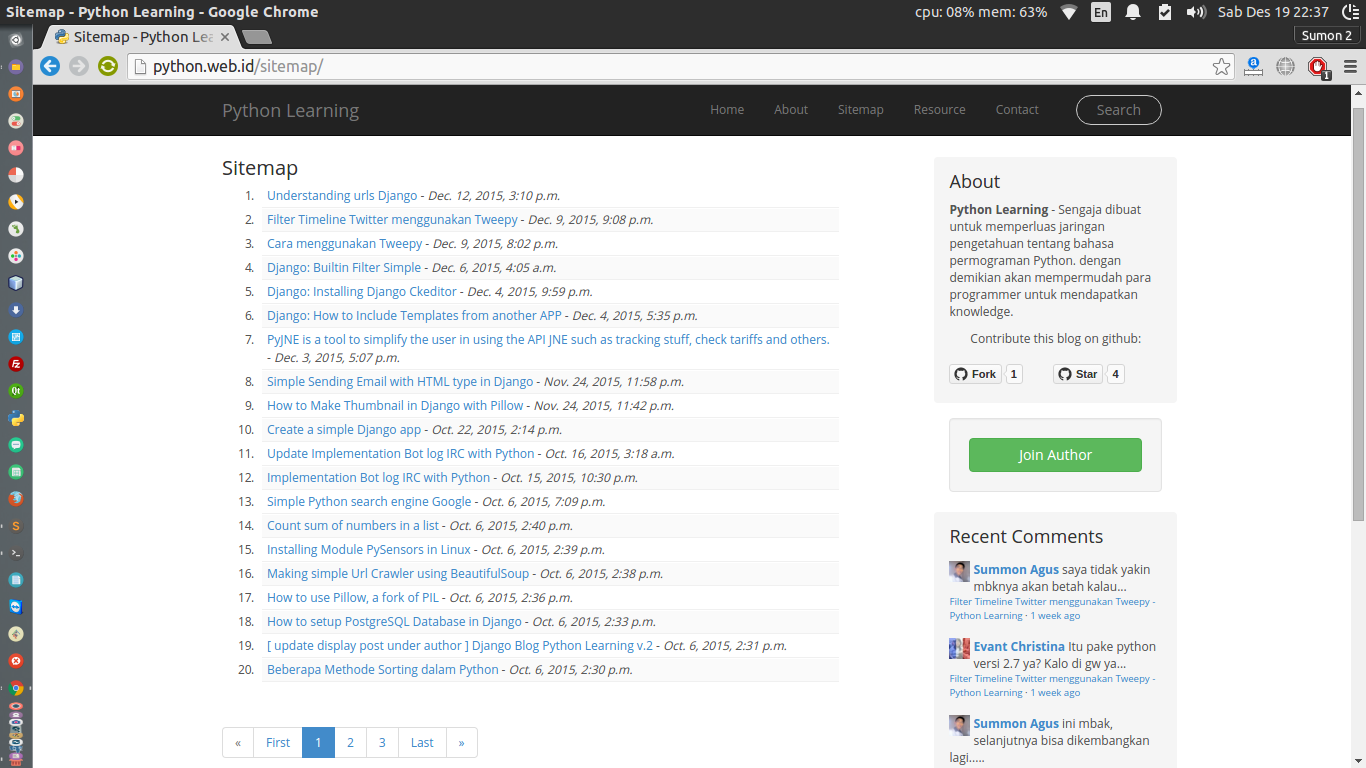 Sitemap - Python Learning - Google Chrome
cpu: 08% mem: 63%
En
Sab Des 19 22:37
Sitemap - Python Lea
Sumon 2
python.web.id/sitemap/
1
Python Learning
Home
About
Sitemap
Resource
Contact
Search
Sitemap
1. Understanding urls Django - Dec. 12, 2015, 3:10 p.m.
2. Filter Timeline Twitter menggunakan Tweepy - Dec. 9, 2015, 9:08 p.m.
3. Cara menggunakan Tweepy - Dec. 9, 2015, 8:02 p.m.
4. Django: Builtin Filter Simple - Dec. 6, 2015, 4:05 a.m.
5. Django: Installing Django Ckeditor - Dec. 4, 2015, 9:59 p.m.
6. Django: How to Include Templates from another APP - Dec. 4, 2015, 5:35 p.m.
7. PyJNE is a tool to simplify the user in using the API JNE such as tracking stuff, check tariffs and others.
- Dec. 3, 2015, 5:07 p.m.
8. Simple Sending Email with HTML type in Django - Nov. 24, 2015, 11:58 p.m.
9. How to Make Thumbnail in Django with Pillow - Nov. 24, 2015, 11:42 p.m.
10. Create a simple Django app - Oct. 22, 2015, 2:14 p.m.
11. Update Implementation Bot log IRC with Python - Oct. 16, 2015, 3:18 a.m.
12. Implementation Bot log IRC with Python - Oct. 15, 2015, 10:30 p.m.
13. Simple Python search engine Google - Oct. 6, 2015, 7:09 p.m.
14. Count sum of numbers in a list - Oct. 6, 2015, 2:40 p.m.
15. Installing Module PySensors in Linux - Oct. 6, 2015, 2:39 p.m.
16. Making simple Url Crawler using BeautifulSoup - Oct. 6, 2015, 2:38 p.m.
17. How to use Pillow, a fork of PIL - Oct. 6, 2015, 2:36 p.m.
18. How to setup PostgreSQL Database in Django - Oct. 6, 2015, 2:33 p.m.
19. [ update display post under author ] Django Blog Python Learning v.2 - Oct. 6, 2015, 2:31 p.m.
20. Beberapa Methode Sorting dalam Python - Oct. 6, 2015, 2:30 p.m.
« First 1 2 3 Last »
About
Python Learning - Sengaja dibuat
untuk memperluas jaringan
pengetahuan tentang bahasa
permograman Python. dengan
demikian akan mempermudah para
programmer untuk mendapatkan
knowledge.
Contribute this blog on github:
Fork 1
Star 4
Join Author
Recent Comments
Summon Agus saya tidak yakin
mbknya akan betah kalau...
Filter Timeline Twitter menggunakan Tweepy -
Python Learning · 1 week ago
Evant Christina Itu pake python
versi 2.7 ya? Kalo di gw ya...
Filter Timeline Twitter menggunakan Tweepy -
Python Learning · 1 week ago
Summon Agus ini mbak,
selanjutnya bisa dikembangkan
lagi.....